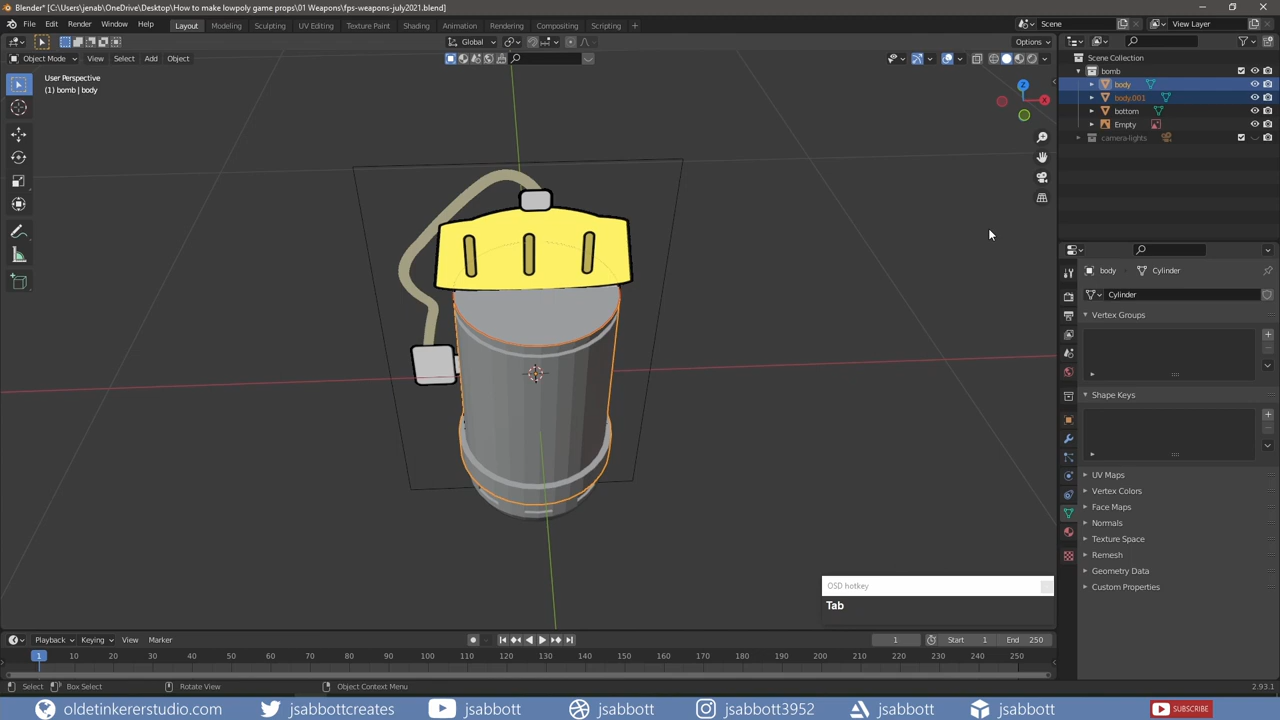 Blender* [C:\Users\jenab\OneDrive\Desktop\How to make lowpoly game props\01 Weapons\fps-weapons-july2021.blend]
File Edit Render Window Help Layout Modeling Sculpting UV Editing Texture Paint Shading Animation Rendering Compositing Scripting + Scene View Layer
Global Options
Object Mode View Select Add Object
User Perspective
(1) bomb | body
Scene Collection
bomb
body
body.001
bottom
Empty
camera-lights
body Cylinder
Cylinder
Vertex Groups
Shape Keys
UV Maps
Vertex Colors
Face Maps
Normals
Texture Space
Remesh
Geometry Data
Custom Properties
X
Z
OSD hotkey
Tab
Playback Keying View Marker 1 Start 1 End 250
1 10 20 30 40 50 60 70 80 90 100 110 120 130 140 150 160 170 180 190 200 210 220 230 240 250
Select Box Select Rotate View Object Context Menu 2.93.1
oldetinkererstudio.com jsabbottcreates jsabbott jsabbott jsabbott3952 jsabbott jsabbott SUBSCRIBE